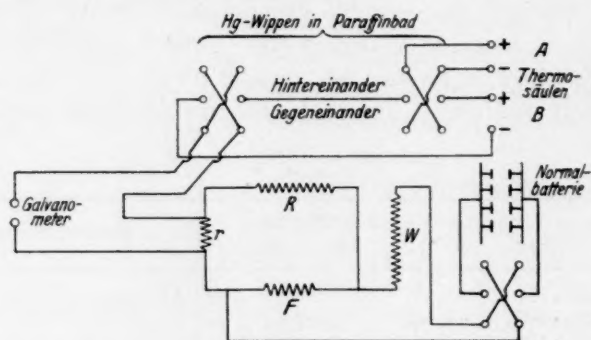 Hg-Wippen in Paraffinbad
+ A
-
Thermo-
säulen
Hintereinander
+
Gegeneinander
B
-
Normal-
batterie
Galvano-
meter
R
r
W
F